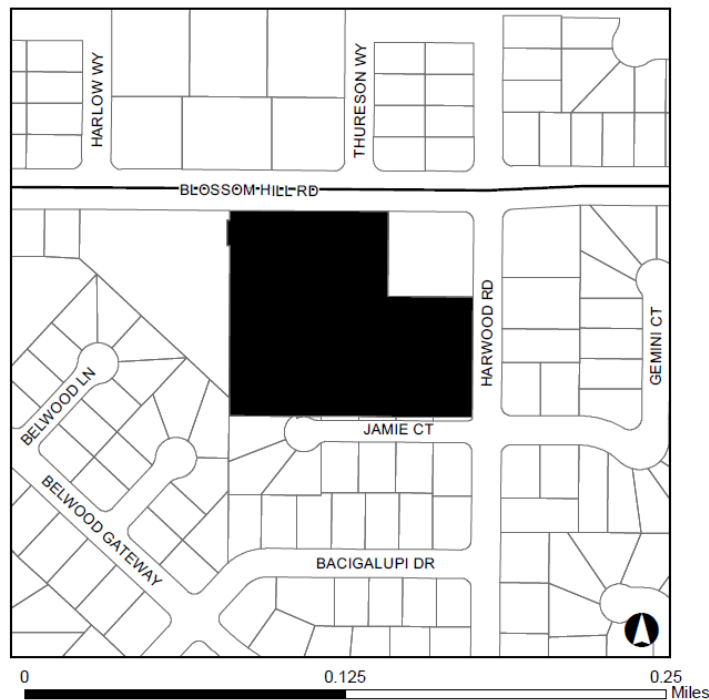 HARLOW WY
THURESON WY
BLOSSOM HILL RD
HARWOOD RD
GEMINI CT
BELWOOD LN
JAMIE CT
BELWOOD GATEWAY
BACIGALUPI DR
0 0.125 0.25
Miles